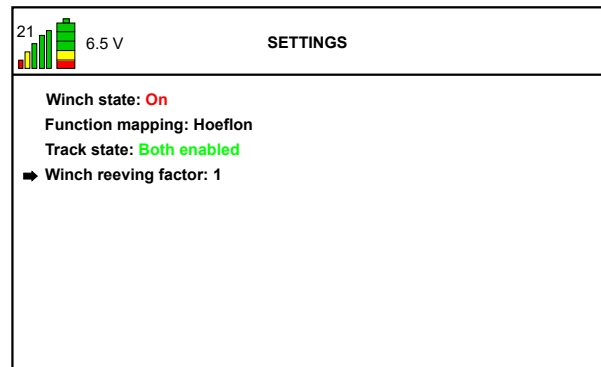 21
6.5 V
SETTINGS
Winch state: On
Function mapping: Hoeflon
Track state: Both enabled
Winch reeving factor: 1